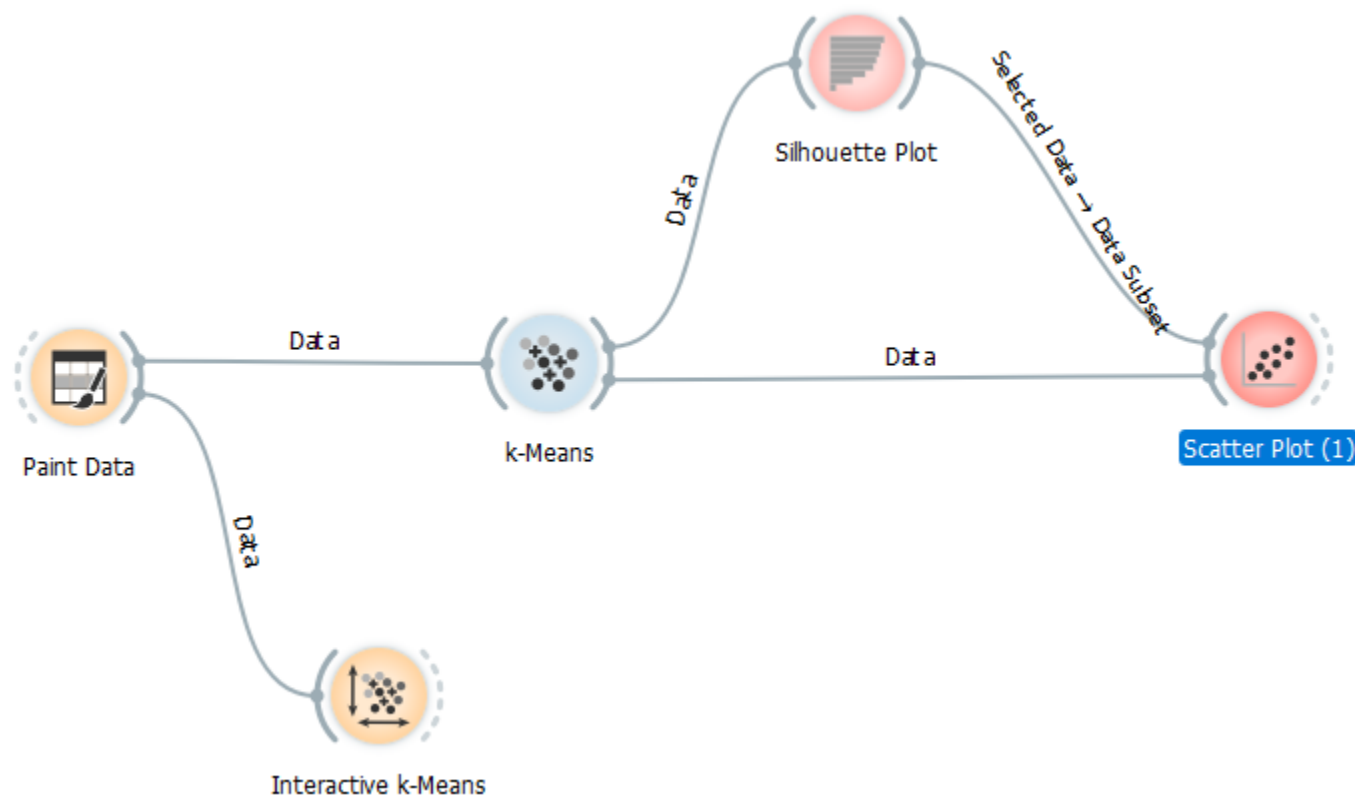 Silhouette Plot
Selected Data → Data Subset
Data
Data
Data
Paint Data
k-Means
Scatter Plot (1)
Data
Interactive k-Means